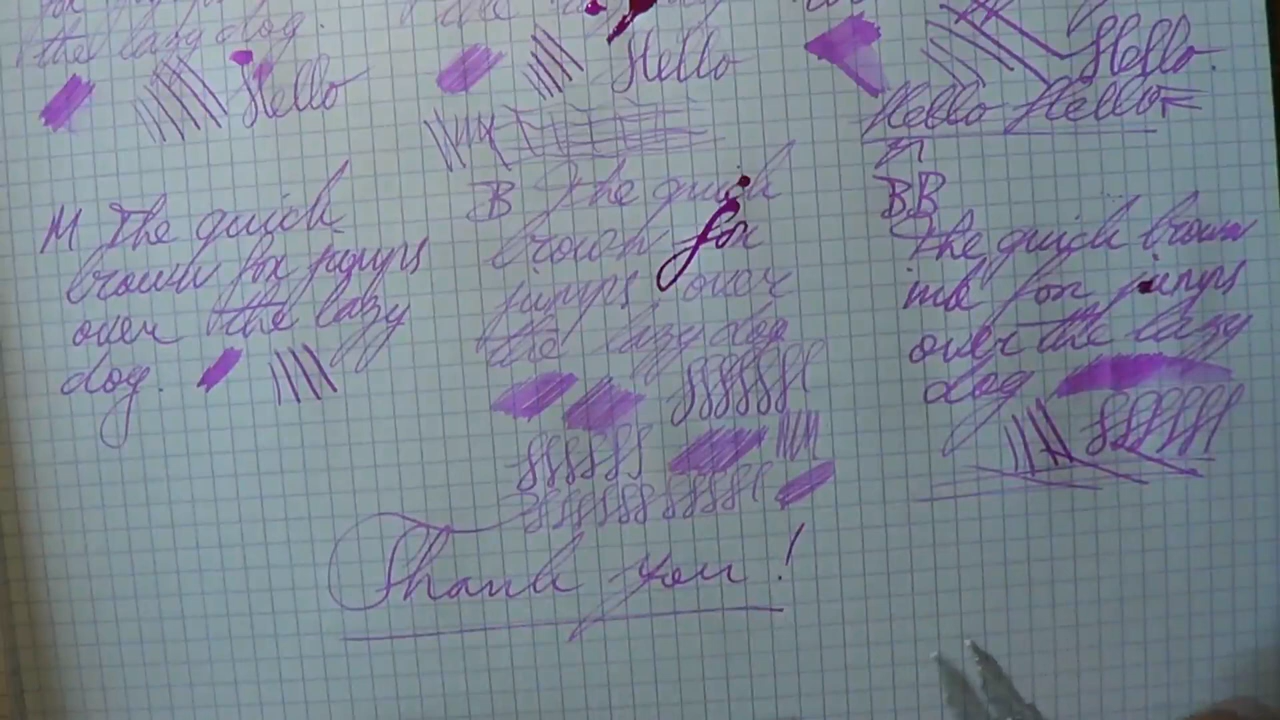 the lazy dog.
Hello
Hello
Hello.
Hello Hello
M The quick
brown fox jumps
over the lazy
dog.
B The quick
brown fox
jumps over
the lazy dog
BB
The quick brown
ink fox jumps
over the lazy
dog
Thank you!